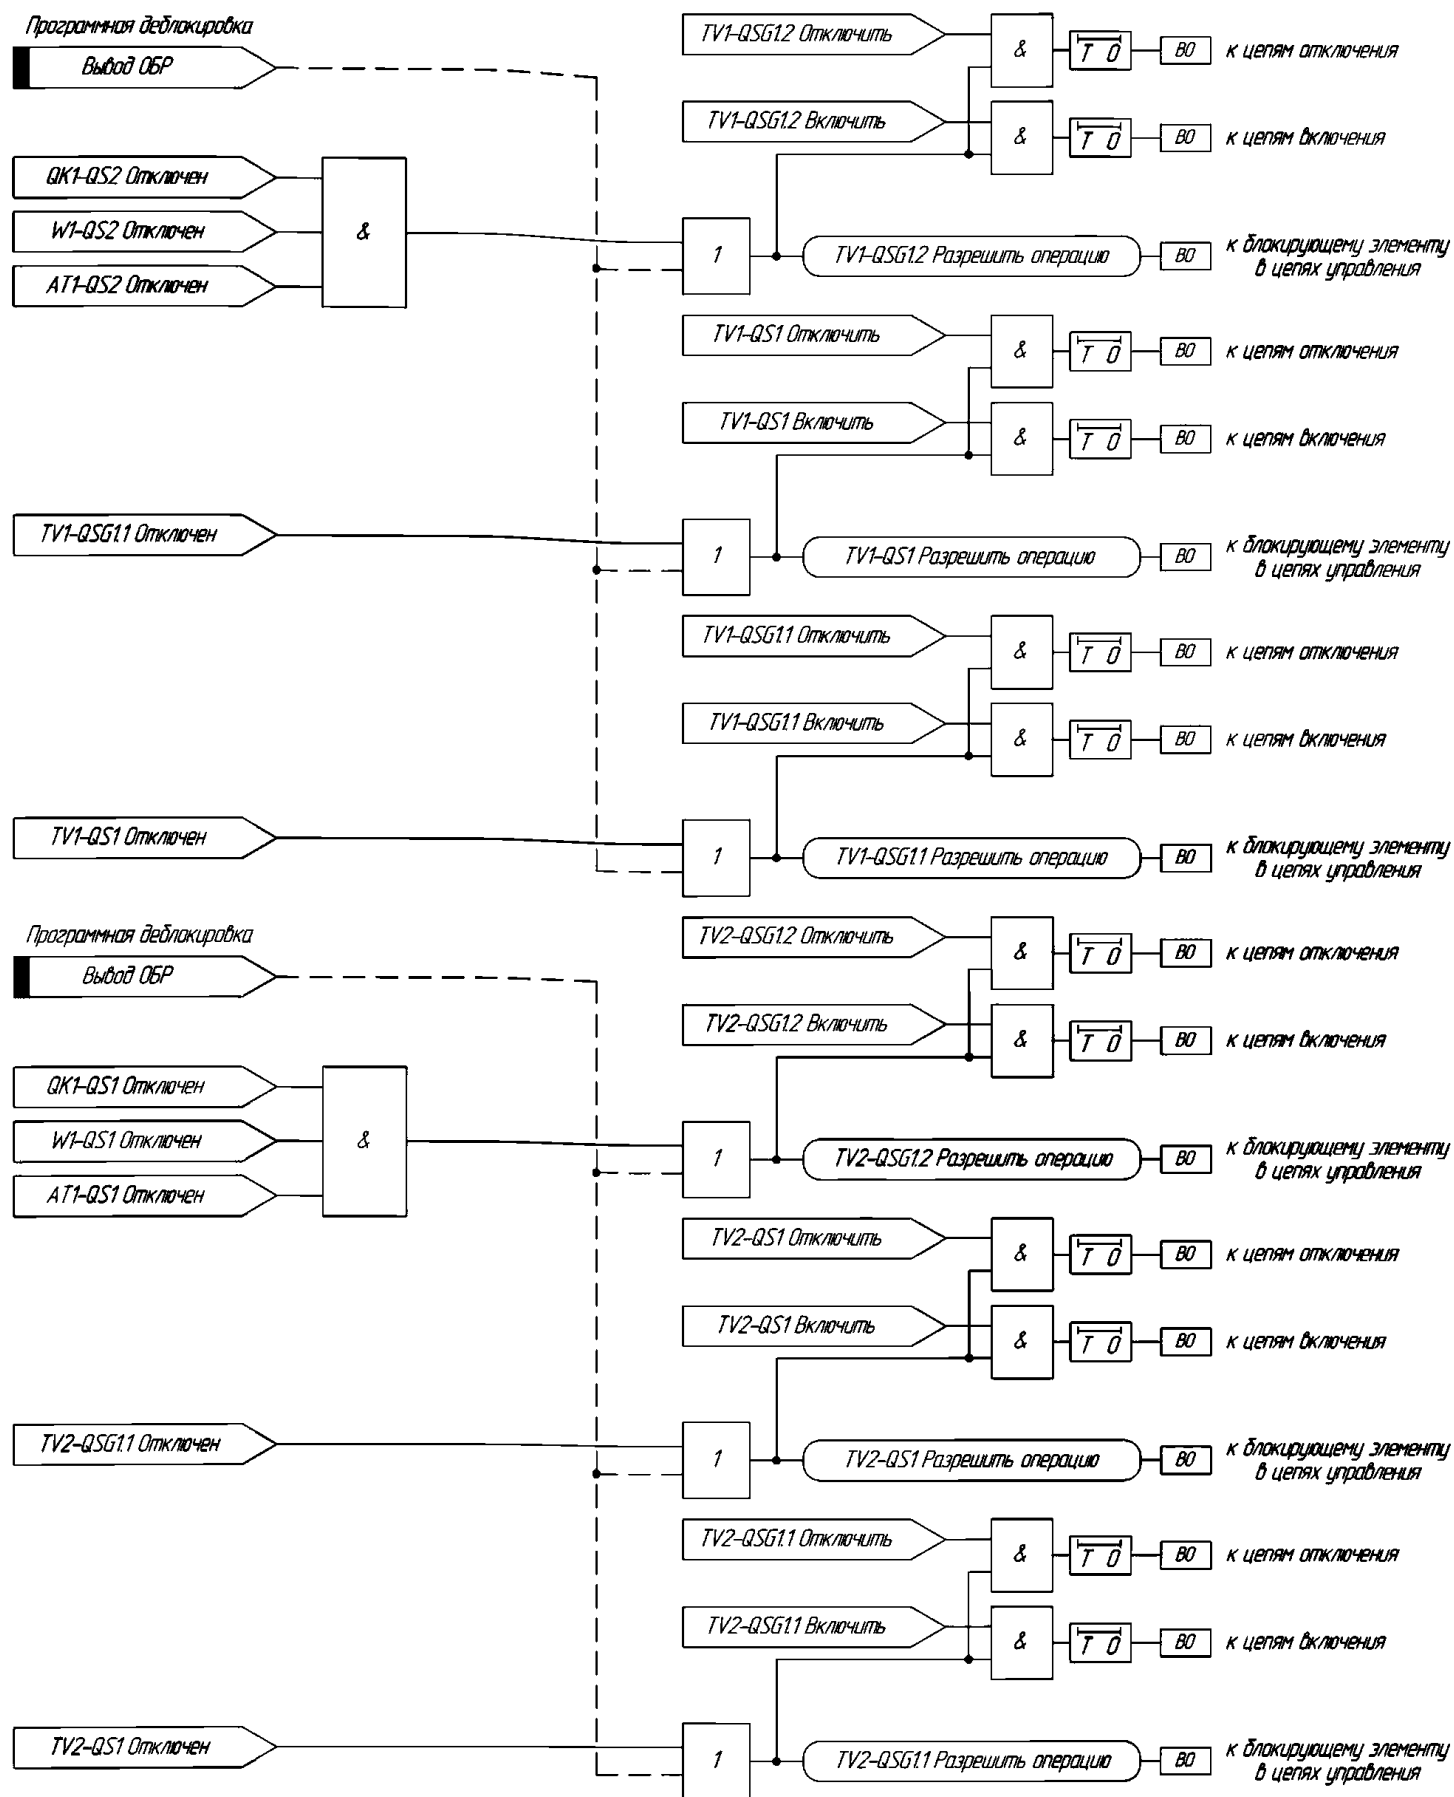 Программная деблокировка
Вывод ОБР
TV1-QSG1.2 Отключить
&
T 0
ВО
к цепям отключения
TV1-QSG1.2 Включить
&
T 0
ВО
к цепям включения
QK1-QS2 Отключен
W1-QS2 Отключен
AT1-QS2 Отключен
&
1
TV1-QSG1.2 Разрешить операцию
ВО
к блокирующему элементу
в цепях управления
TV1-QS1 Отключить
&
T 0
ВО
к цепям отключения
TV1-QS1 Включить
&
T 0
ВО
к цепям включения
TV1-QSG1.1 Отключен
1
TV1-QS1 Разрешить операцию
ВО
к блокирующему элементу
в цепях управления
TV1-QSG1.1 Отключить
&
T 0
ВО
к цепям отключения
TV1-QSG1.1 Включить
&
T 0
ВО
к цепям включения
TV1-QS1 Отключен
1
TV1-QSG1.1 Разрешить операцию
ВО
к блокирующему элементу
в цепях управления
Программная деблокировка
Вывод ОБР
TV2-QSG1.2 Отключить
&
T 0
ВО
к цепям отключения
TV2-QSG1.2 Включить
&
T 0
ВО
к цепям включения
QK1-QS1 Отключен
W1-QS1 Отключен
AT1-QS1 Отключен
&
1
TV2-QSG1.2 Разрешить операцию
ВО
к блокирующему элементу
в цепях управления
TV2-QS1 Отключить
&
T 0
ВО
к цепям отключения
TV2-QS1 Включить
&
T 0
ВО
к цепям включения
TV2-QSG1.1 Отключен
1
TV2-QS1 Разрешить операцию
ВО
к блокирующему элементу
в цепях управления
TV2-QSG1.1 Отключить
&
T 0
ВО
к цепям отключения
TV2-QSG1.1 Включить
&
T 0
ВО
к цепям включения
TV2-QS1 Отключен
1
TV2-QSG1.1 Разрешить операцию
ВО
к блокирующему элементу
в цепях управления